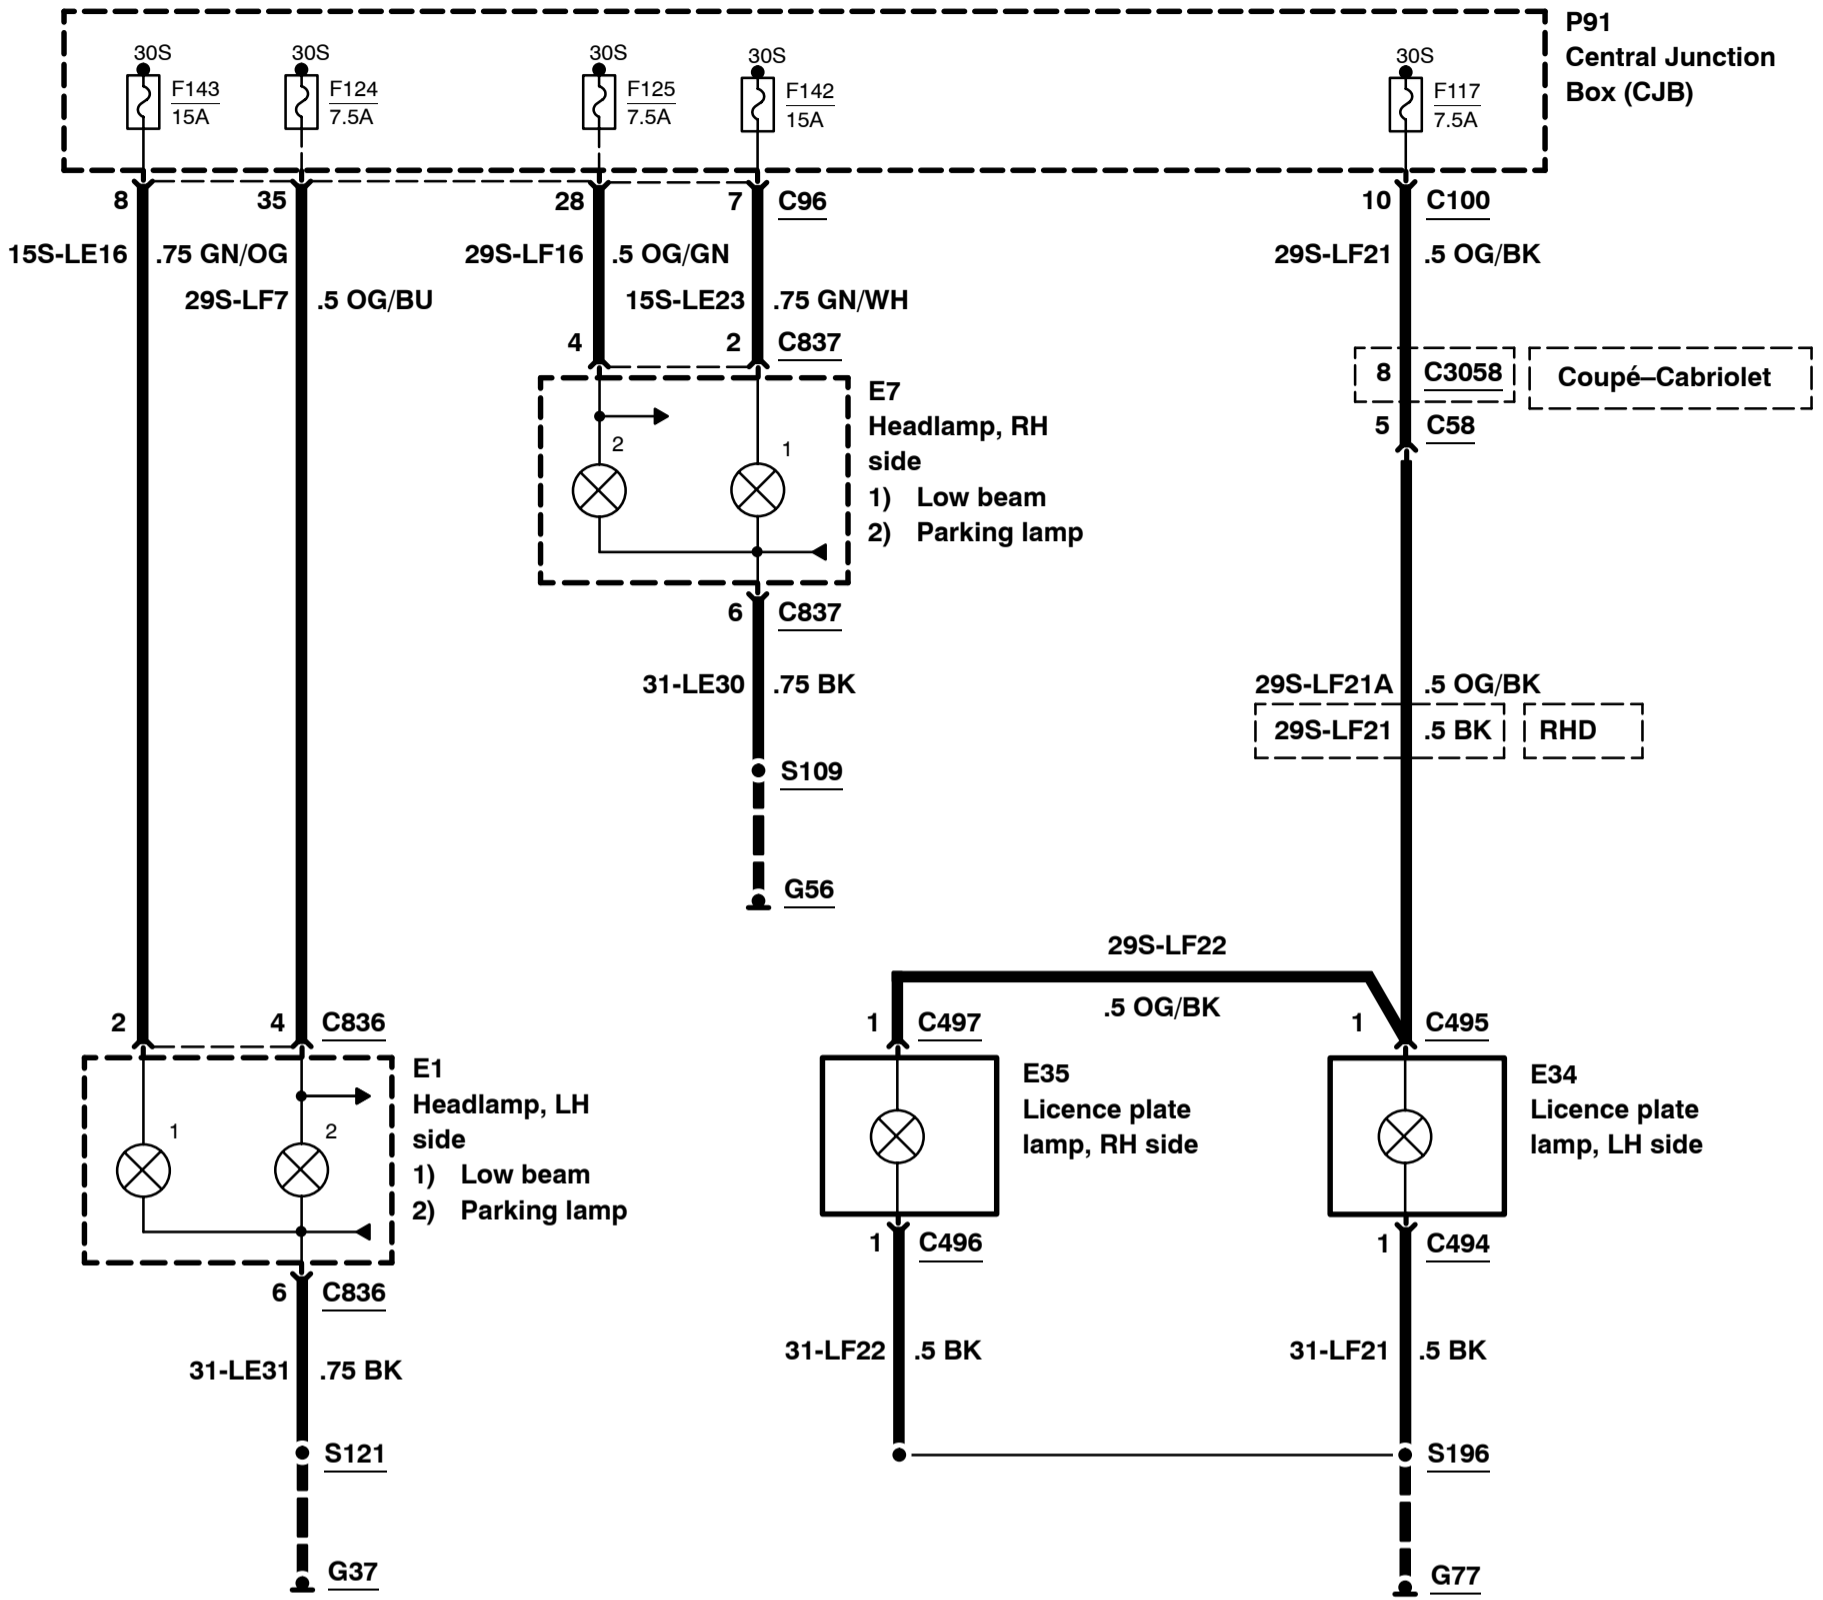 P91
Central Junction
Box (CJB)
30S
F143
15A
30S
F124
7.5A
30S
F125
7.5A
30S
F142
15A
30S
F117
7.5A
8
35
28
7
C96
10
C100
15S-LE16
.75 GN/OG
29S-LF16
.5 OG/GN
29S-LF21
.5 OG/BK
29S-LF7
.5 OG/BU
15S-LE23
.75 GN/WH
4
2
C837
8
C3058
Coupé–Cabriolet
5
C58
E7
Headlamp, RH
side
1) Low beam
2) Parking lamp
2
1
6
C837
31-LE30
.75 BK
29S-LF21A
.5 OG/BK
29S-LF21
.5 BK
RHD
S109
G56
29S-LF22
.5 OG/BK
2
4
C836
1
C497
1
C495
E1
Headlamp, LH
side
1) Low beam
2) Parking lamp
1
2
E35
Licence plate
lamp, RH side
E34
Licence plate
lamp, LH side
6
C836
1
C496
1
C494
31-LE31
.75 BK
31-LF22
.5 BK
31-LF21
.5 BK
S121
S196
G37
G77